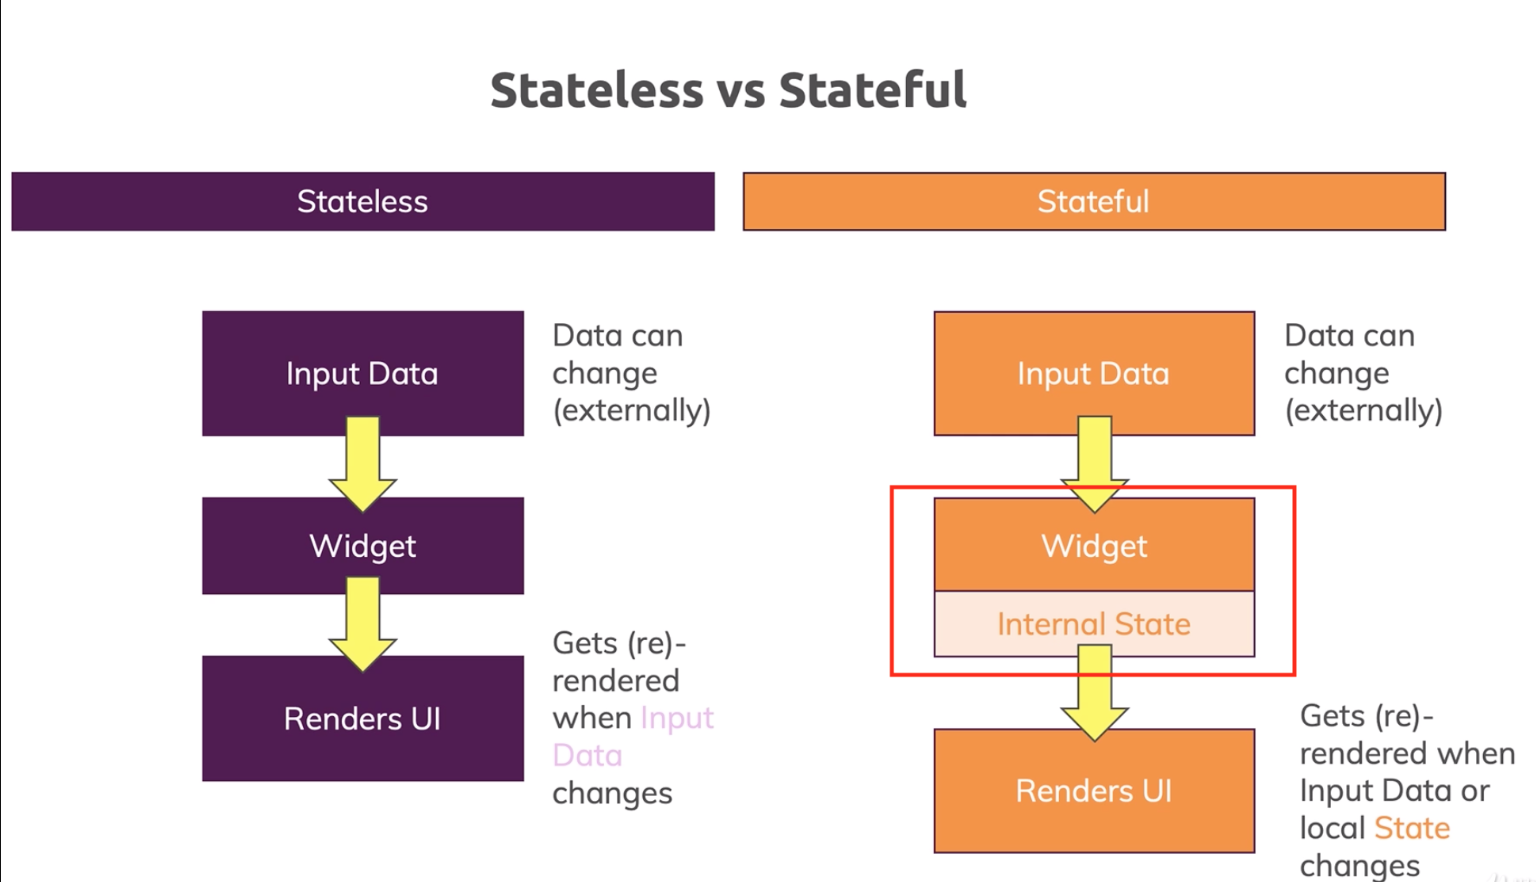 Stateless vs Stateful
Stateless
Stateful
Input Data
Data can
change
(externally)
Widget
Renders UI
Gets (re)-
rendered
when Input
Data
changes
Input Data
Data can
change
(externally)
Widget
Internal State
Renders UI
Gets (re)-
rendered when
Input Data or
local State
changes